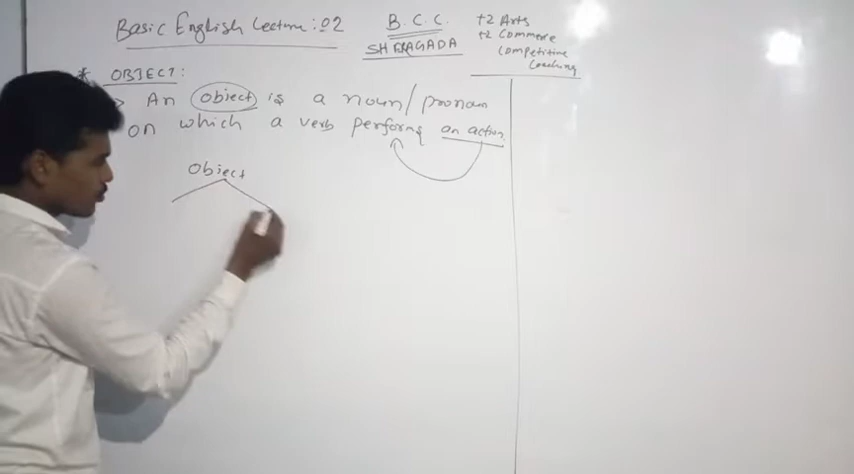 Basic English Lecture: 02
B.C.C.
SHERAGADA
+2 Arts
+2 Commerce
Competitive
Coaching
* OBJECT:
> An object is a noun/pronoun
on which a verb performs an action.
Object